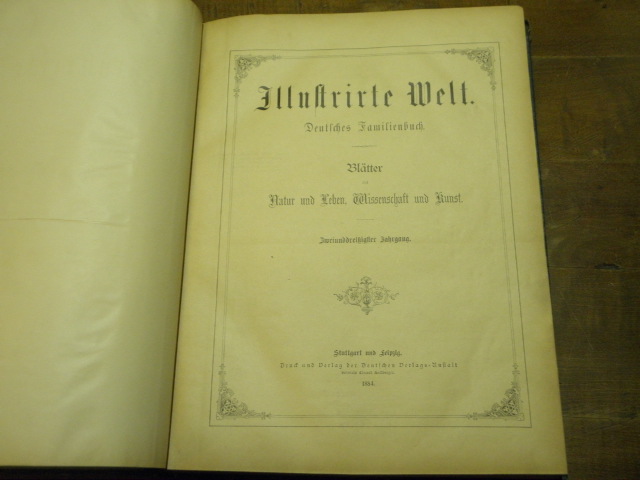 Illustrirte Welt.
Deutsches Familienbuch.
Blätter
aus
Natur und Leben, Wissenschaft und Kunst.
Zweiunddreißigster Jahrgang.
Stuttgart und Leipzig.
Druck und Verlag der Deutschen Verlags-Anstalt
1884.